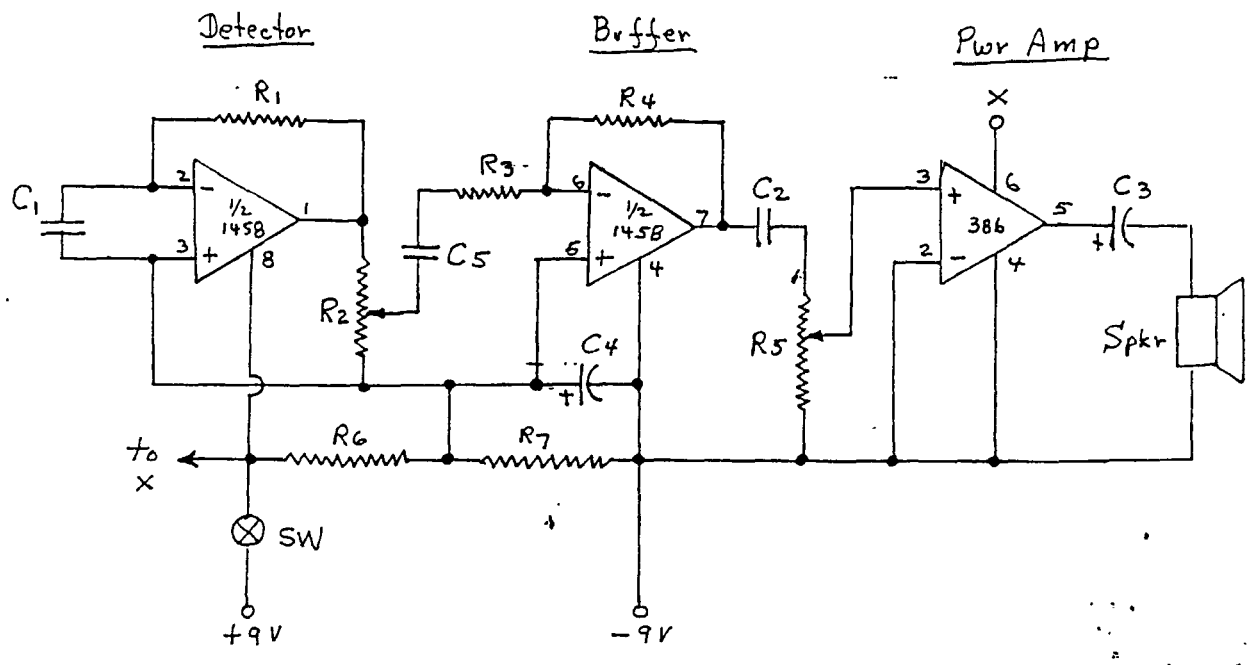 Detector
Buffer
Pwr Amp
R1
R4
X
C1
2
-
1/2
1458
1
3
+
8
R3
6
-
1/2
1458
7
5
+
4
C2
3
+
6
386
5
2
-
4
C3
+
C5
R2
R5
Spkr
C4
+
to
X
R6
R7
SW
+9V
-9V